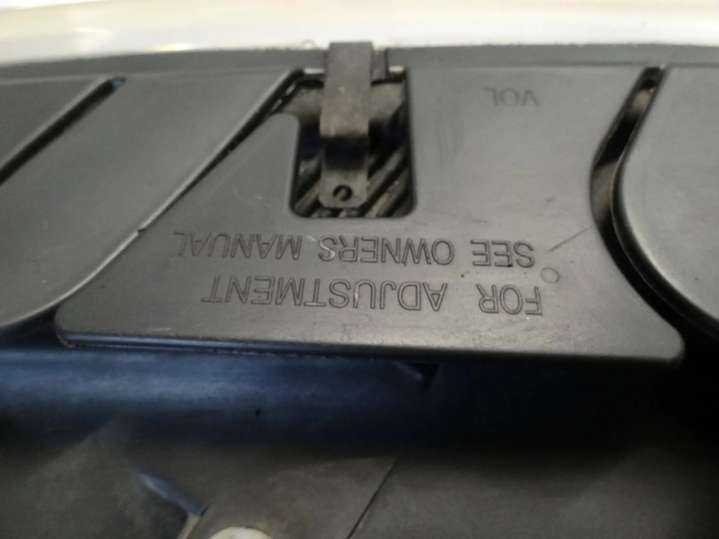 FOR ADJUSTMENT
SEE OWNERS MANUAL
VOL